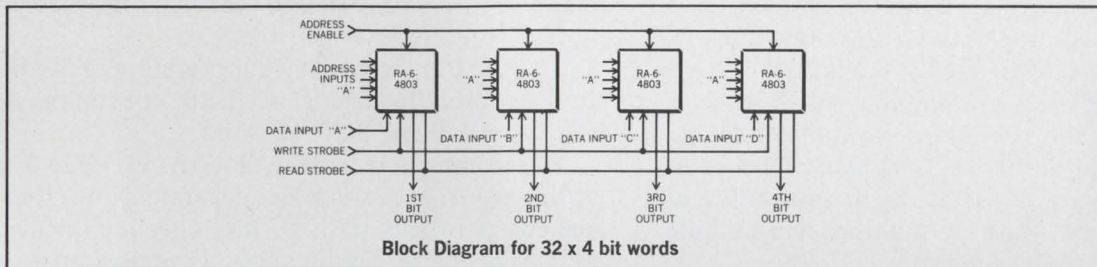 ADDRESS
ENABLE
RA-6-
4803
RA-6-
4803
RA-6-
4803
RA-6-
4803
ADDRESS
INPUTS
"A"
"A"
"A"
"A"
DATA INPUT "A"
DATA INPUT "B"
DATA INPUT "C"
DATA INPUT "D"
WRITE STROBE
READ STROBE
1ST
BIT
OUTPUT
2ND
BIT
OUTPUT
3RD
BIT
OUTPUT
4TH
BIT
OUTPUT
Block Diagram for 32 x 4 bit words